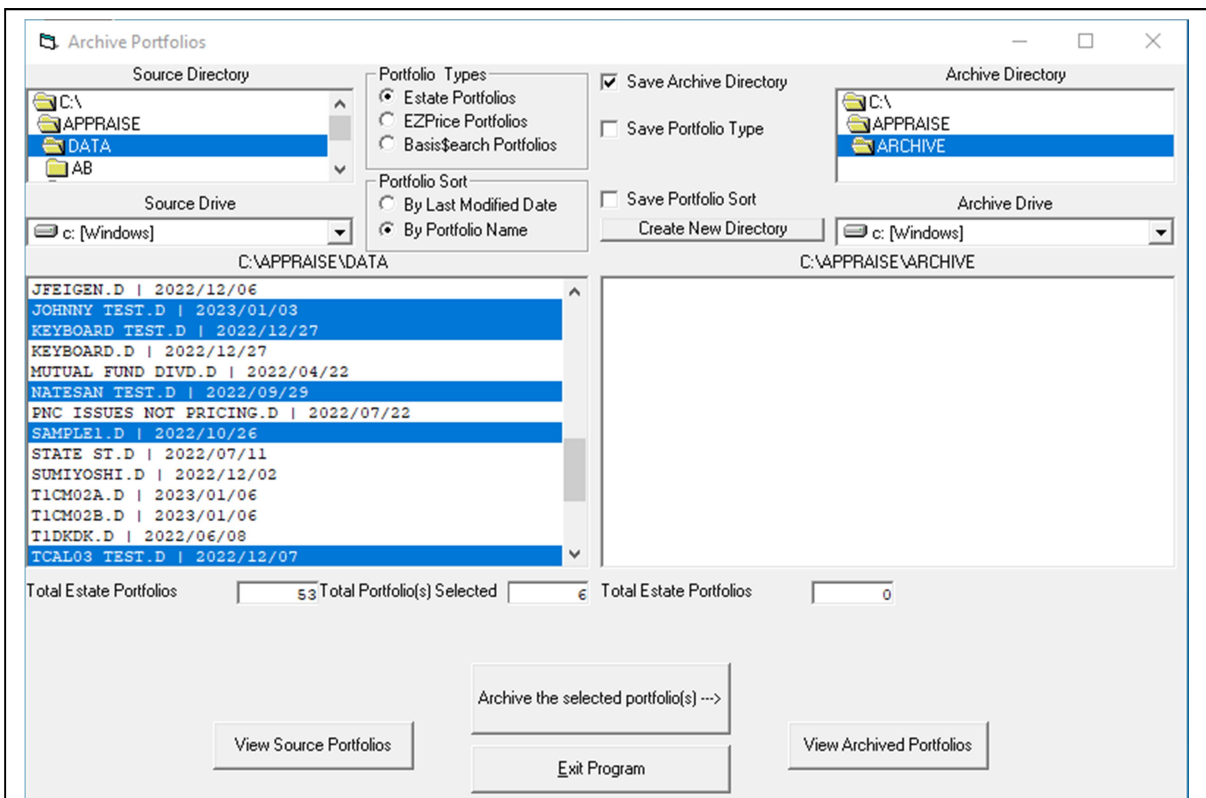 Archive Portfolios
Source Directory
C:\
APPRAISE
DATA
AB
Source Drive
c: [Windows]
Portfolio Types
Estate Portfolios
EZPrice Portfolios
Basis$earch Portfolios
Portfolio Sort
By Last Modified Date
By Portfolio Name
Save Archive Directory
Save Portfolio Type
Save Portfolio Sort
Create New Directory
Archive Directory
C:\
APPRAISE
ARCHIVE
Archive Drive
c: [Windows]
C:\APPRAISE\DATA
JFEIGEN.D | 2022/12/06
JOHNNY TEST.D | 2023/01/03
KEYBOARD TEST.D | 2022/12/27
KEYBOARD.D | 2022/12/27
MUTUAL FUND DIVD.D | 2022/04/22
NATESAN TEST.D | 2022/09/29
PNC ISSUES NOT PRICING.D | 2022/07/22
SAMPLE1.D | 2022/10/26
STATE ST.D | 2022/07/11
SUMIYOSHI.D | 2022/12/02
T1CM02A.D | 2023/01/06
T1CM02B.D | 2023/01/06
T1DKDK.D | 2022/06/08
TCAL03 TEST.D | 2022/12/07
C:\APPRAISE\ARCHIVE
Total Estate Portfolios 53 Total Portfolio(s) Selected 6 Total Estate Portfolios 0
Archive the selected portfolio(s) --->
View Source Portfolios
View Archived Portfolios
Exit Program